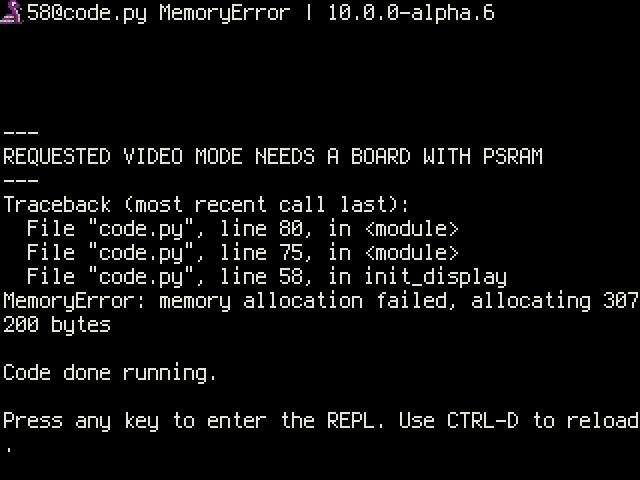 58@code.py MemoryError | 10.0.0-alpha.6
---
REQUESTED VIDEO MODE NEEDS A BOARD WITH PSRAM
---
Traceback (most recent call last):
  File "code.py", line 80, in <module>
  File "code.py", line 75, in <module>
  File "code.py", line 58, in init_display
MemoryError: memory allocation failed, allocating 307
200 bytes
Code done running.
Press any key to enter the REPL. Use CTRL-D to reload
.